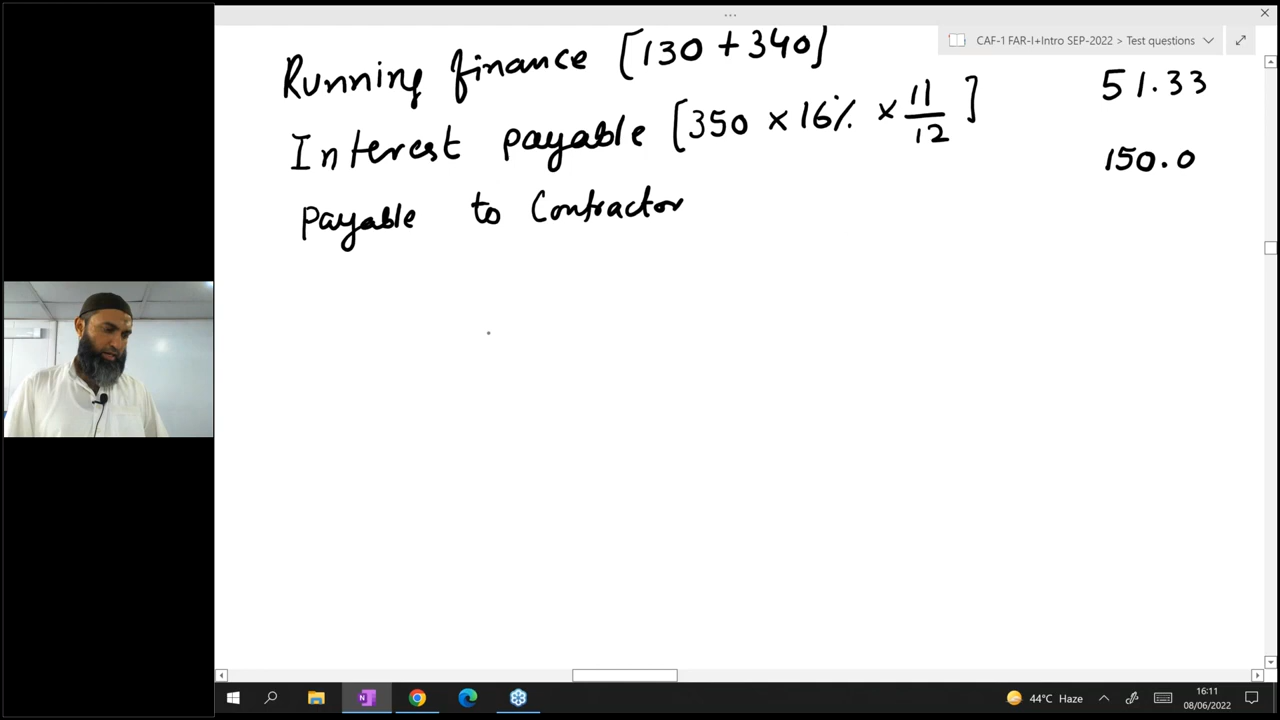 CAF-1 FAR-I+Intro SEP-2022 > Test questions
Running finance [130 + 340]
Interest payable [350 × 16% × 11/12] 51.33
Payable to Contractor 150.0
44°C Haze
16:11
08/06/2022